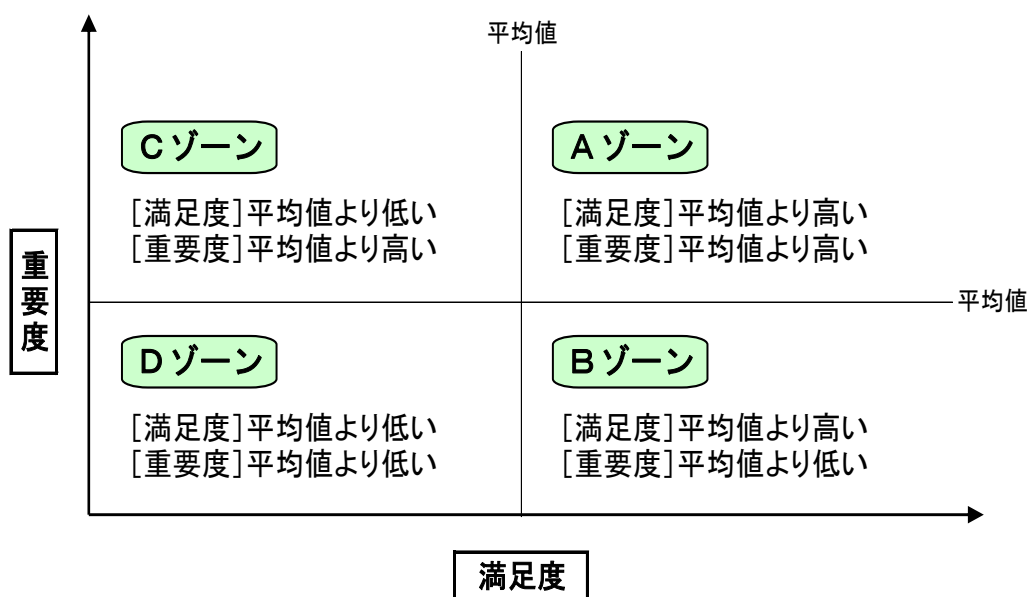 平均値
Cゾーン
[満足度]平均値より低い
[重要度]平均値より高い
Aゾーン
[満足度]平均値より高い
[重要度]平均値より高い
重要度
平均値
Dゾーン
[満足度]平均値より低い
[重要度]平均値より低い
Bゾーン
[満足度]平均値より高い
[重要度]平均値より低い
満足度